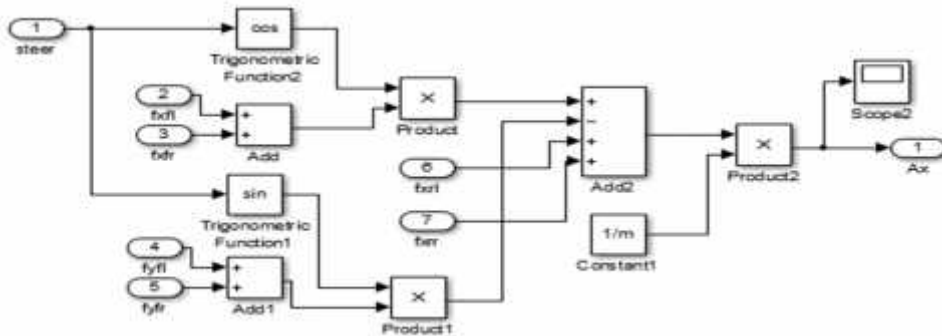 1
steer
cos
Trigonometric
Function2
2
fxfl
3
fxfr
+
+
Add
×
Product
sin
Trigonometric
Function1
4
fyfl
5
fyfr
+
+
Add1
×
Product1
6
fxrl
7
fxrr
+
−
+
+
Add2
1/m
Constant1
×
Product2
Scope2
1
Ax